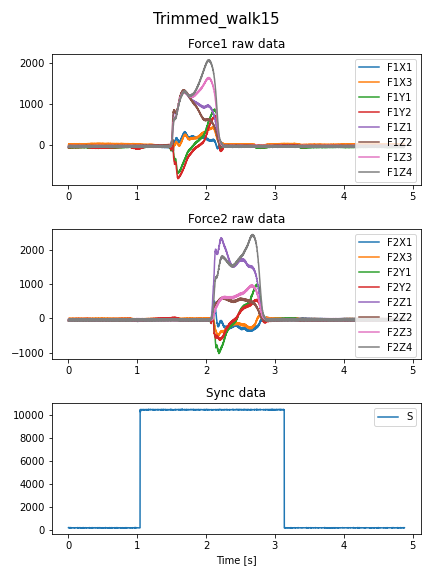 Trimmed_walk15
Force1 raw data
2000
1000
0
F1X1
F1X3
F1Y1
F1Y2
F1Z1
F1Z2
F1Z3
F1Z4
0 1 2 3 4 5
Force2 raw data
2000
1000
0
−1000
F2X1
F2X3
F2Y1
F2Y2
F2Z1
F2Z2
F2Z3
F2Z4
0 1 2 3 4 5
Sync data
10000
8000
6000
4000
2000
0
S
0 1 2 3 4 5
Time [s]